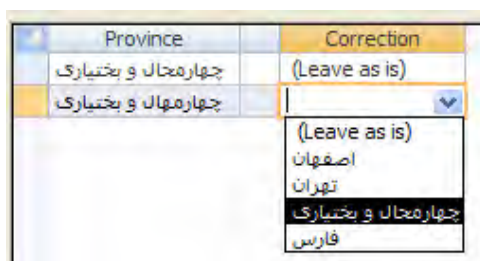 Province Correction
چهارمحال و بختیاری (Leave as is)
چهارمهال و بختیاری
(Leave as is)
اصفهان
تهران
چهارمحال و بختیاری
فارس